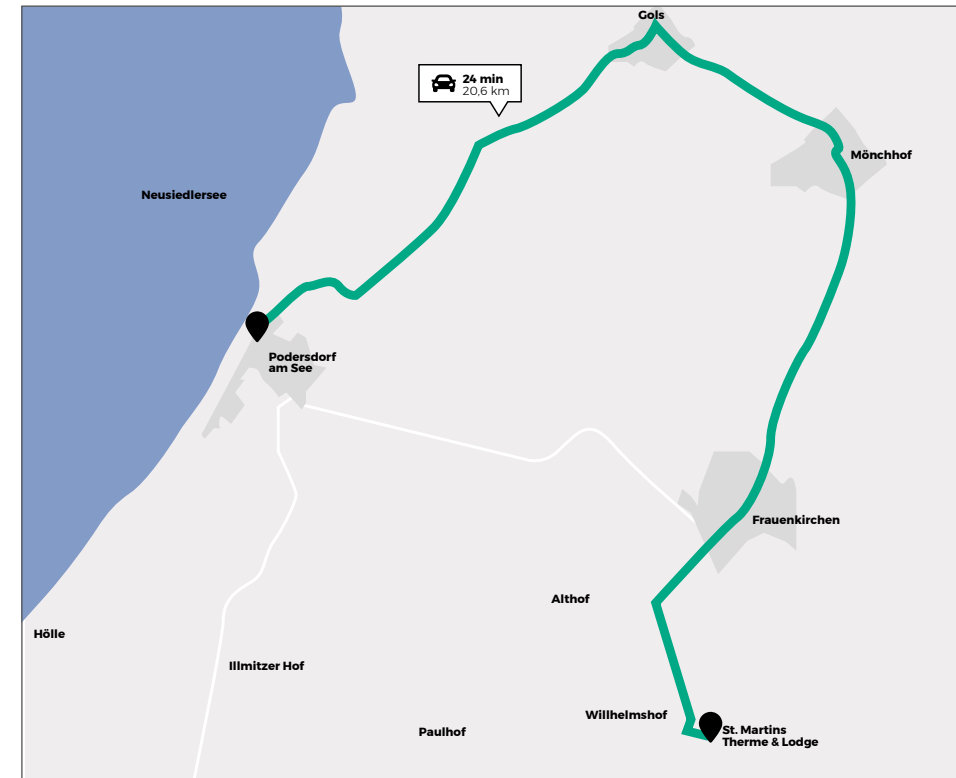 Gols
24 min
20,6 km
Mönchhof
Neusiedlersee
Podersdorf
am See
Frauenkirchen
Althof
Hölle
Illmitzer Hof
Willhelmshof
Paulhof
St. Martins
Therme & Lodge